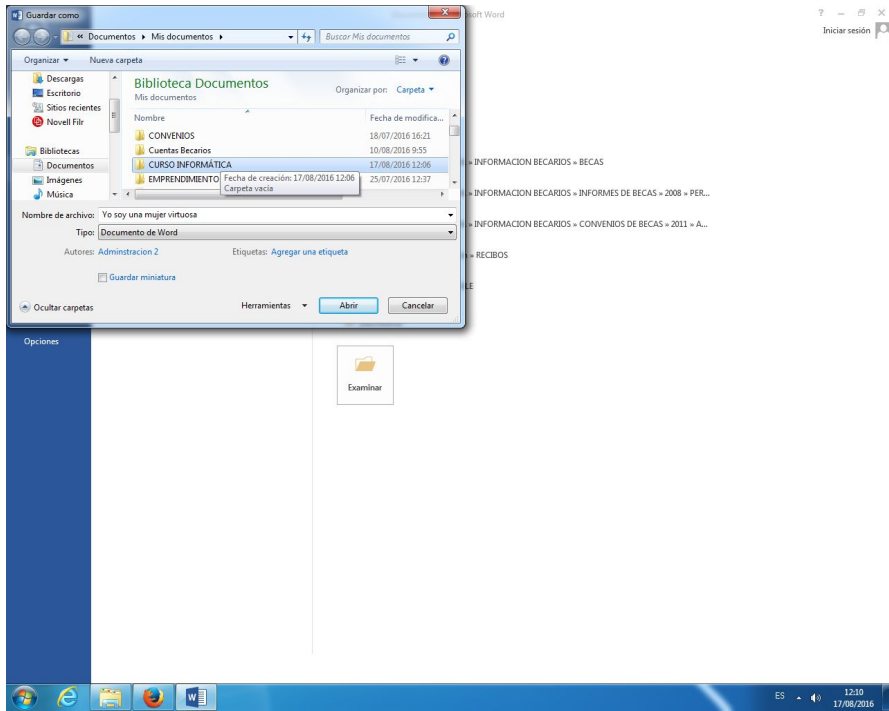 Guardar como
soft Word
Iniciar sesión
« Documentos ▸ Mis documentos ▸
Buscar Mis documentos
Organizar
Nueva carpeta
Descargas
Escritorio
Sitios recientes
Novell Filr
Bibliotecas
Documentos
Imágenes
Música
Biblioteca Documentos
Mis documentos
Organizar por: Carpeta
Nombre
Fecha de modifica...
CONVENIOS 18/07/2016 16:21
Cuentas Becarios 10/08/2016 9:55
CURSO INFORMÁTICA 17/08/2016 12:06
EMPRENDIMIENTO 25/07/2016 12:37
Fecha de creación: 17/08/2016 12:06
Carpeta vacía
Nombre de archivo: Yo soy una mujer virtuosa
Tipo: Documento de Word
Autores: Adminstracion 2
Etiquetas: Agregar una etiqueta
Guardar miniatura
Ocultar carpetas
Herramientas
Abrir
Cancelar
» INFORMACION BECARIOS » BECAS
» INFORMACION BECARIOS » INFORMES DE BECAS » 2008 » PER...
» INFORMACION BECARIOS » CONVENIOS DE BECAS » 2011 » A...
» RECIBOS
LE
Opciones
Examinar
ES
12:10
17/08/2016